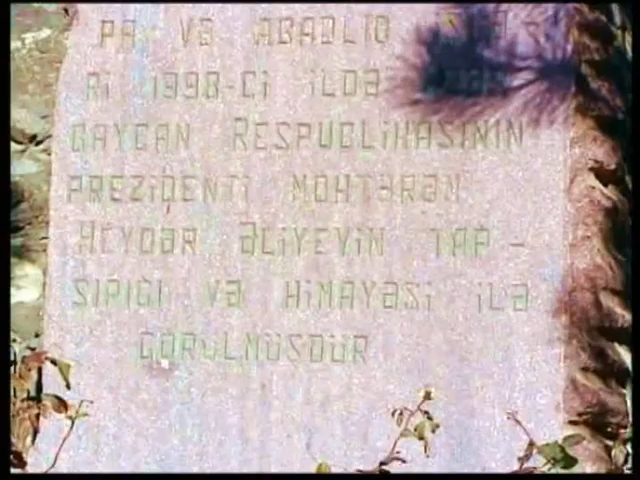 PA- VƏ ABADLIQ
Rİ 1998-Cİ İLDƏ
BAYCAN RESPUBLİKASININ
PREZİDENTİ MÖHTƏRƏM
HEYDƏR ƏLİYEVİN TAP-
ŞIRIĞI VƏ HİMAYƏSİ İLƏ
GÖRÜLMÜŞDÜR